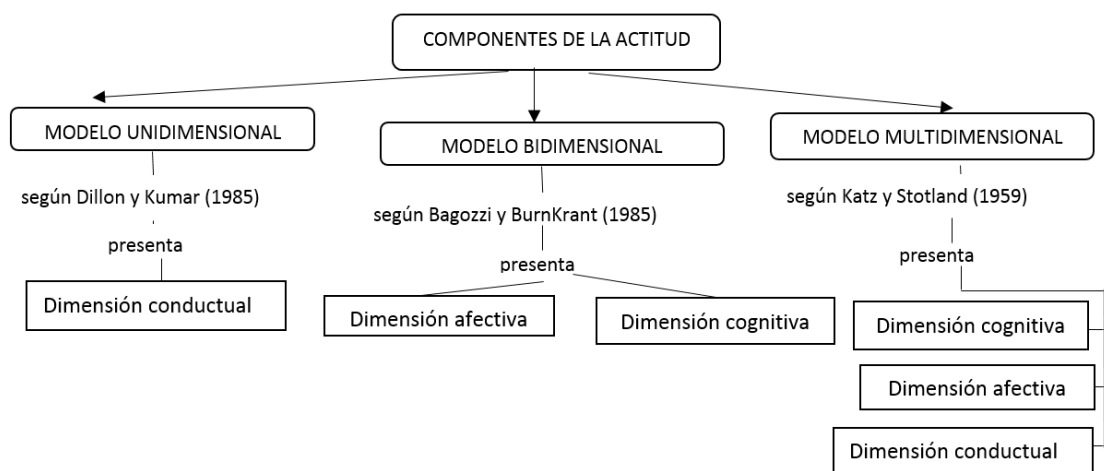 COMPONENTES DE LA ACTITUD
MODELO UNIDIMENSIONAL
según Dillon y Kumar (1985)
presenta
Dimensión conductual
MODELO BIDIMENSIONAL
según Bagozzi y BurnKrant (1985)
presenta
Dimensión afectiva
Dimensión cognitiva
MODELO MULTIDIMENSIONAL
según Katz y Stotland (1959)
presenta
Dimensión cognitiva
Dimensión afectiva
Dimensión conductual